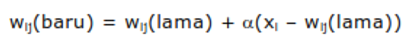 wᵢⱼ(baru) = wᵢⱼ(lama) + α(xᵢ – wᵢⱼ(lama))